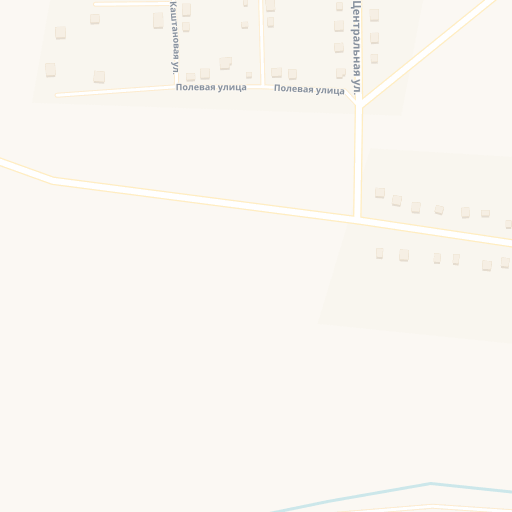 Каштановая ул.
Центральная ул.
Полевая улица
Полевая улица